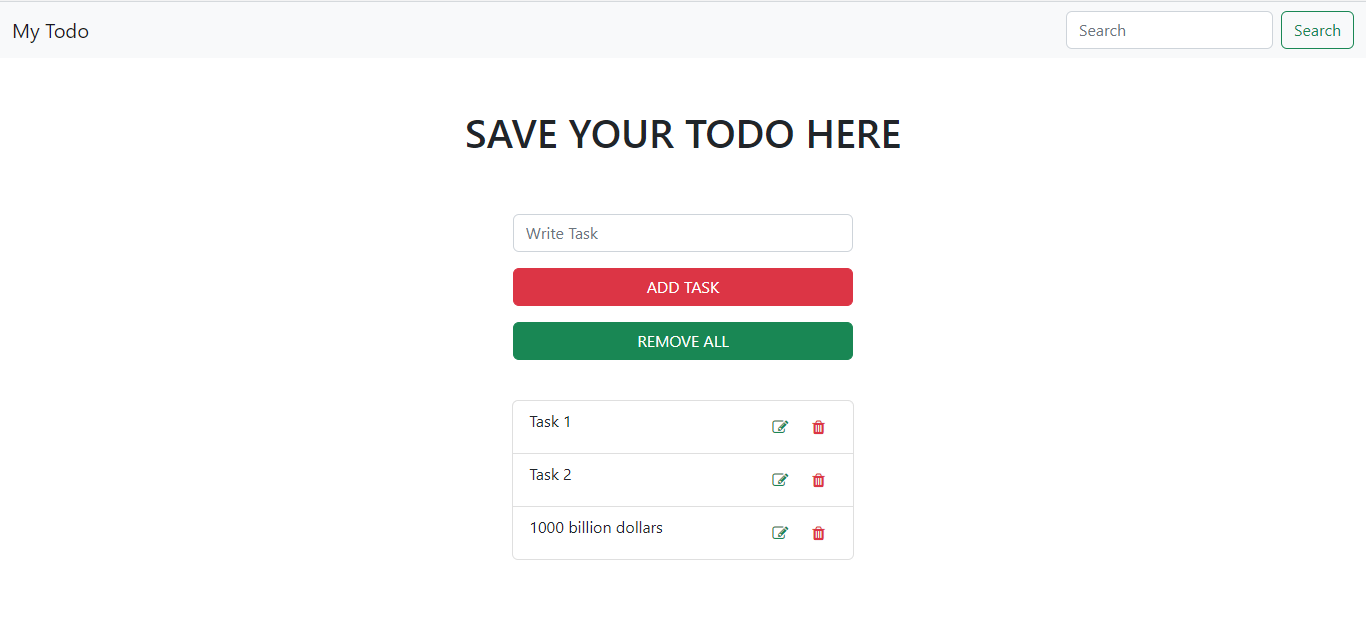 My Todo
Search
Search
SAVE YOUR TODO HERE
Write Task
ADD TASK
REMOVE ALL
Task 1
Task 2
1000 billion dollars